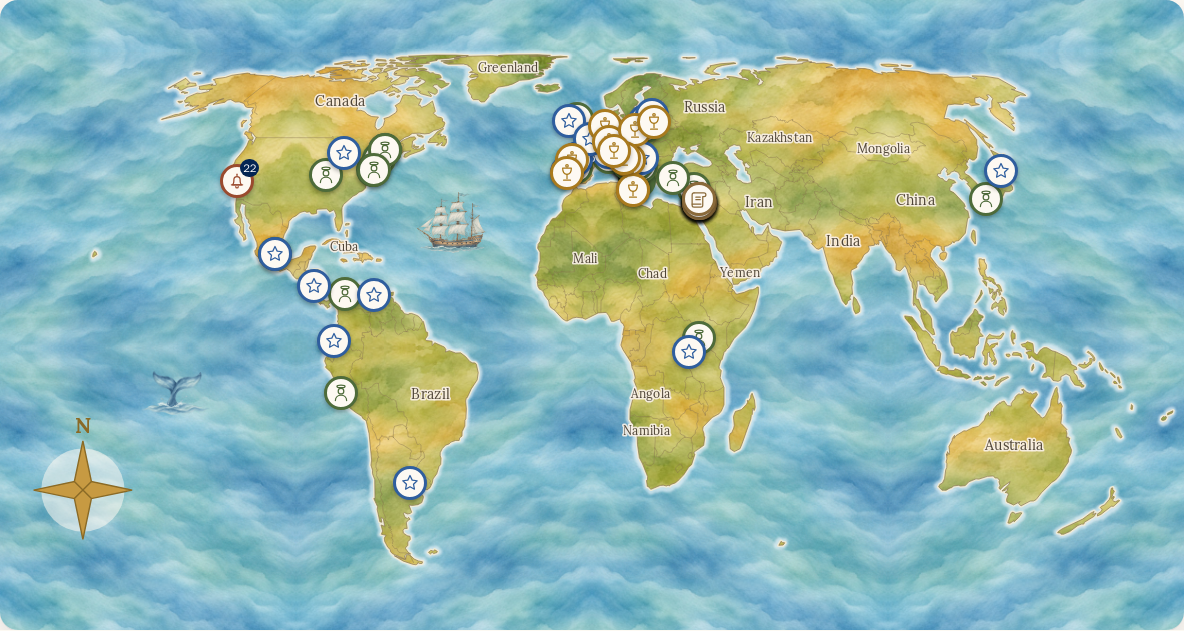 Greenland
Canada
Russia
Kazakhstan
Mongolia
22
Iran
China
Cuba
India
Mali
Chad
Yemen
Brazil
Angola
N
Namibia
Australia